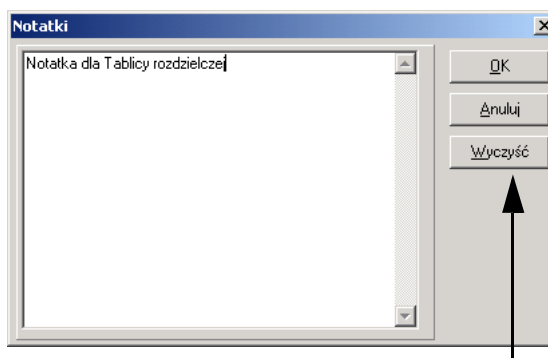 Notatki
Notatka dla Tablicy rozdzielczej
OK
Anuluj
Wyczyść